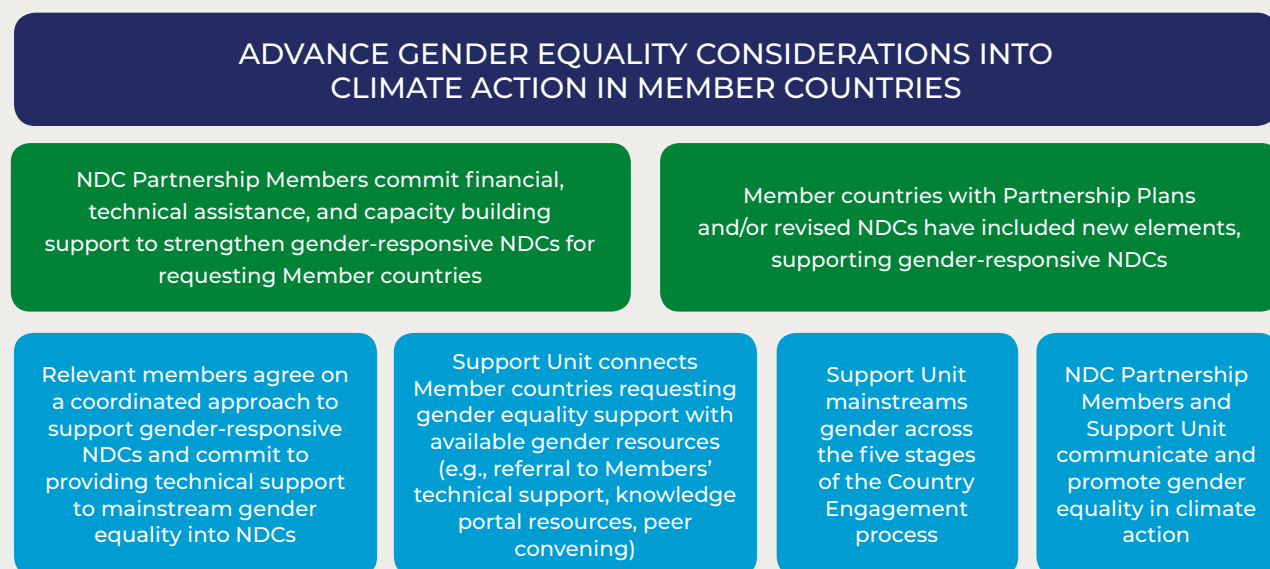 ADVANCE GENDER EQUALITY CONSIDERATIONS INTO
CLIMATE ACTION IN MEMBER COUNTRIES
NDC Partnership Members commit financial,
technical assistance, and capacity building
support to strengthen gender-responsive NDCs for
requesting Member countries
Member countries with Partnership Plans
and/or revised NDCs have included new elements,
supporting gender-responsive NDCs
Relevant members agree on
a coordinated approach to
support gender-responsive
NDCs and commit to
providing technical support
to mainstream gender
equality into NDCs
Support Unit connects
Member countries requesting
gender equality support with
available gender resources
(e.g., referral to Members’
technical support, knowledge
portal resources, peer
convening)
Support Unit
mainstreams
gender across
the five stages
of the Country
Engagement
process
NDC Partnership
Members and
Support Unit
communicate and
promote gender
equality in climate
action